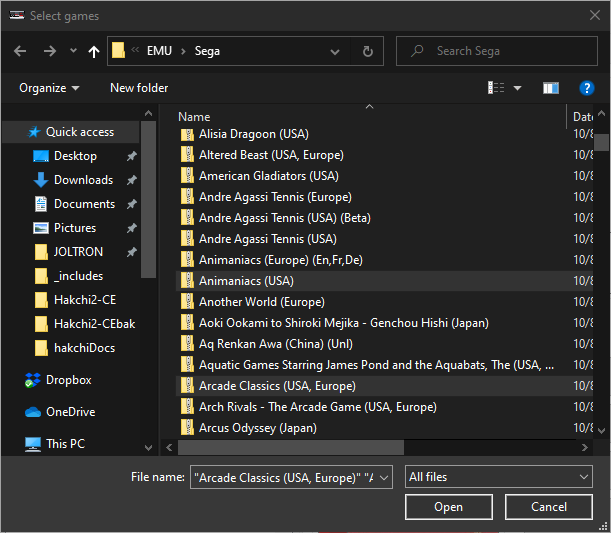 Select games
EMU > Sega
Search Sega
Organize
New folder
Name
Date
Quick access
Desktop
Downloads
Documents
Pictures
JOLTRON
_includes
Hakchi2-CE
Hakchi2-CEbak
hakchiDocs
Dropbox
OneDrive
This PC
Alisia Dragoon (USA) 10/8
Altered Beast (USA, Europe) 10/8
American Gladiators (USA) 10/8
Andre Agassi Tennis (Europe) 10/8
Andre Agassi Tennis (USA) (Beta) 10/8
Andre Agassi Tennis (USA) 10/8
Animaniacs (Europe) (En,Fr,De) 10/8
Animaniacs (USA) 10/8
Another World (Europe) 10/8
Aoki Ookami to Shiroki Mejika - Genchou Hishi (Japan) 10/8
Aq Renkan Awa (China) (Unl) 10/8
Aquatic Games Starring James Pond and the Aquabats, The (USA, ... 10/8
Arcade Classics (USA, Europe) 10/8
Arch Rivals - The Arcade Game (USA, Europe) 10/8
Arcus Odyssey (Japan) 10/8
File name:
"Arcade Classics (USA, Europe)" "A
All files
Open
Cancel